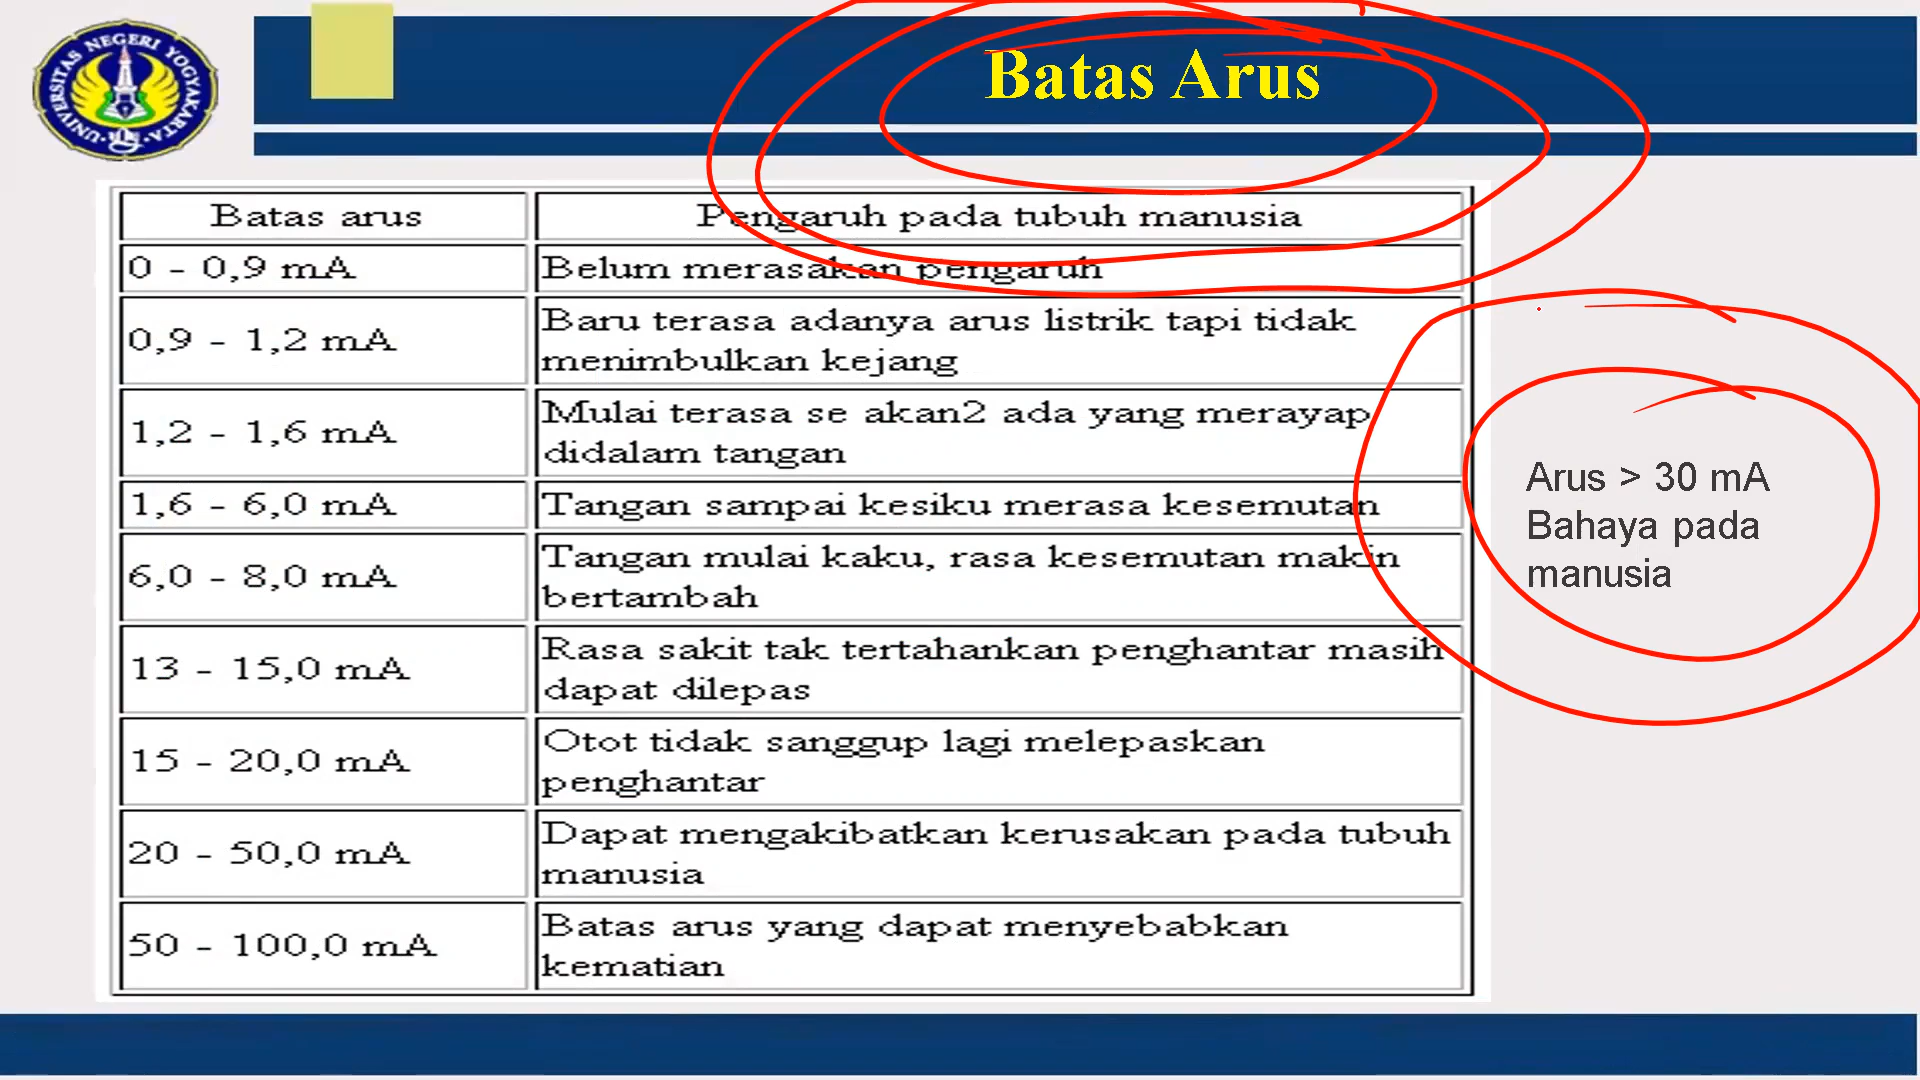 UNIVERSITAS NEGERI YOGYAKARTA
Batas Arus
Batas arus
Pengaruh pada tubuh manusia
0 - 0,9 mA
Belum merasakan pengaruh
0,9 - 1,2 mA
Baru terasa adanya arus listrik tapi tidak
menimbulkan kejang
1,2 - 1,6 mA
Mulai terasa se akan2 ada yang merayap
didalam tangan
1,6 - 6,0 mA
Tangan sampai kesiku merasa kesemutan
6,0 - 8,0 mA
Tangan mulai kaku, rasa kesemutan makin
bertambah
13 - 15,0 mA
Rasa sakit tak tertahankan penghantar masih
dapat dilepas
15 - 20,0 mA
Otot tidak sanggup lagi melepaskan
penghantar
20 - 50,0 mA
Dapat mengakibatkan kerusakan pada tubuh
manusia
50 - 100,0 mA
Batas arus yang dapat menyebabkan
kematian
Arus > 30 mA
Bahaya pada
manusia